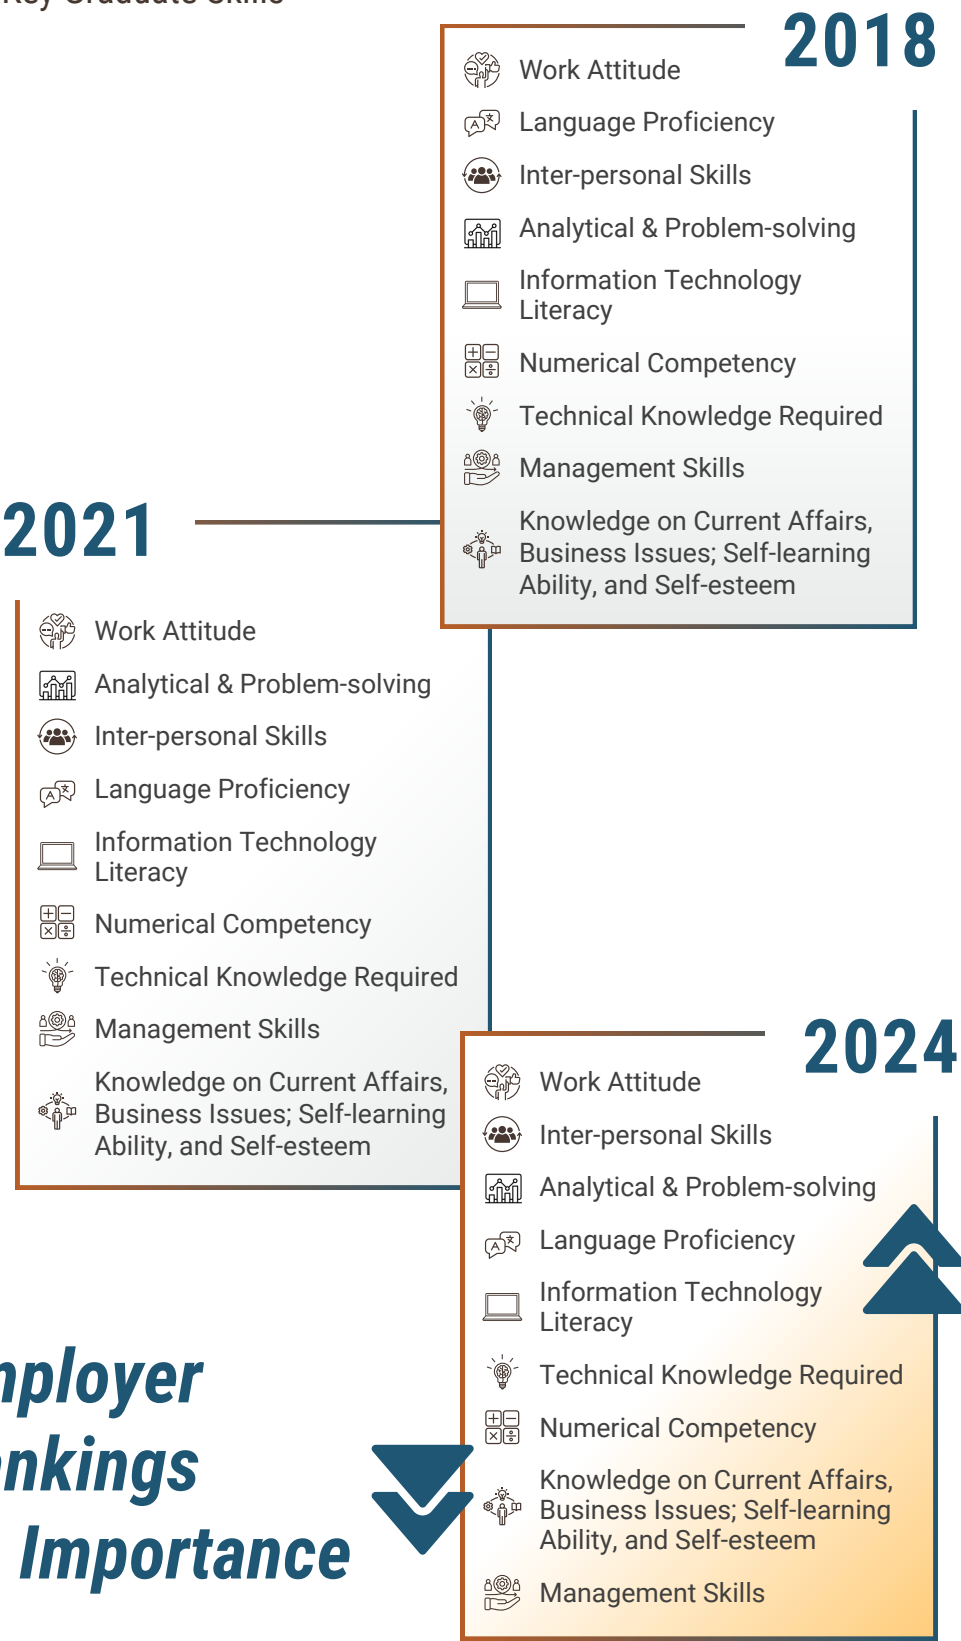 Key Graduate Skills
2018
Work Attitude
Language Proficiency
Inter-personal Skills
Analytical & Problem-solving
Information Technology
Literacy
Numerical Competency
Technical Knowledge Required
Management Skills
Knowledge on Current Affairs,
Business Issues; Self-learning
Ability, and Self-esteem
2021
Work Attitude
Analytical & Problem-solving
Inter-personal Skills
Language Proficiency
Information Technology
Literacy
Numerical Competency
Technical Knowledge Required
Management Skills
Knowledge on Current Affairs,
Business Issues; Self-learning
Ability, and Self-esteem
2024
Work Attitude
Inter-personal Skills
Analytical & Problem-solving
Language Proficiency
Information Technology
Literacy
Technical Knowledge Required
Numerical Competency
Knowledge on Current Affairs,
Business Issues; Self-learning
Ability, and Self-esteem
Management Skills
mployer
nkings
Importance